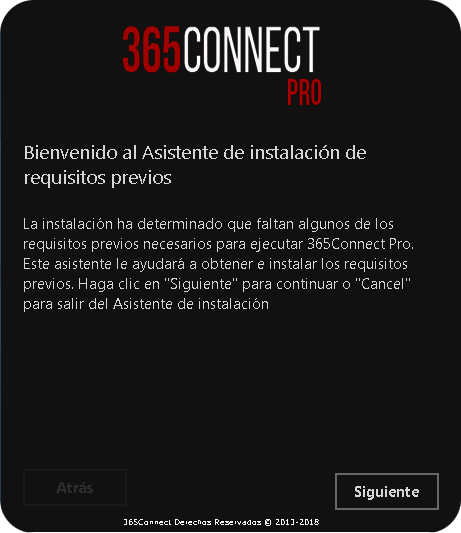 365CONNECT
PRO
Bienvenido al Asistente de instalación de
requisitos previos
La instalación ha determinado que faltan algunos de los
requisitos previos necesarios para ejecutar 365Connect Pro.
Este asistente le ayudará a obtener e instalar los requisitos
previos. Haga clic en "Siguiente" para continuar o "Cancel"
para salir del Asistente de instalación
Atrás
Siguiente
365Connect Derechos Reservados © 2013-2018